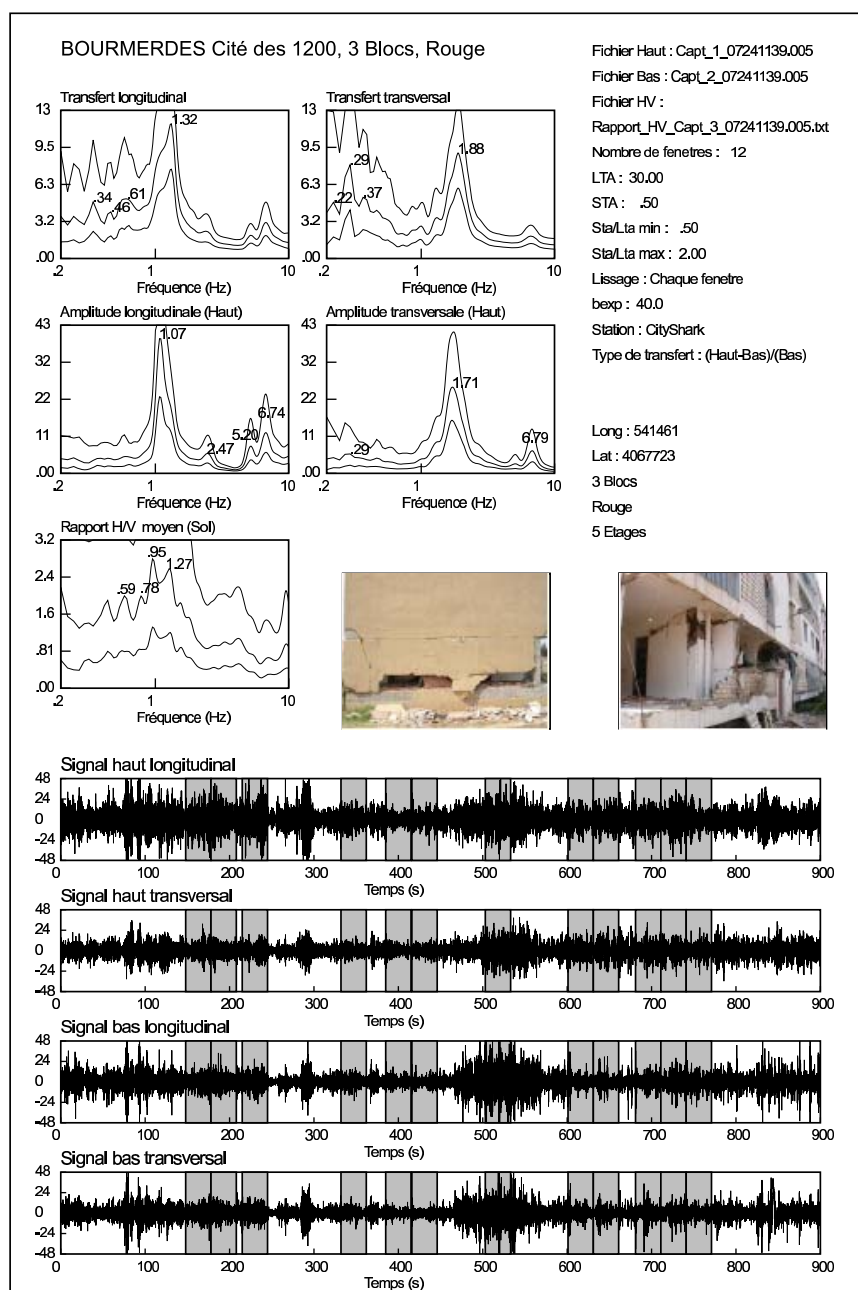 BOURMERDES Cité des 1200, 3 Blocs, Rouge
Fichier Haut : Capt_1_07241139.005
Fichier Bas : Capt_2_07241139.005
Fichier HV :
Rapport_HV_Capt_3_07241139.005.txt
Nombre de fenetres : 12
LTA : 30.00
STA : .50
Sta/Lta min : .50
Sta/Lta max : 2.00
Lissage : Chaque fenetre
bexp : 40.0
Station : CityShark
Type de transfert : (Haut-Bas)/(Bas)
Long : 541461
Lat : 4067723
3 Blocs
Rouge
5 Etages
Transfert longitudinal
13
9.5
6.3
3.2
.00
1.32
.34
.46
.61
.2 1 10
Fréquence (Hz)
Transfert transversal
13
9.5
6.3
3.2
.00
1.88
.29
.22
.37
.2 1 10
Fréquence (Hz)
Amplitude longitudinale (Haut)
43
32
22
11
.00
1.07
2.47
5.20
6.74
.2 1 10
Fréquence (Hz)
Amplitude transversale (Haut)
43
32
22
11
.00
1.71
.29
6.79
.2 1 10
Fréquence (Hz)
Rapport H/V moyen (Sol)
3.2
2.4
1.6
.81
.00
.95
1.27
.59
.78
.2 1 10
Fréquence (Hz)
Signal haut longitudinal
48
24
0
-24
-48
0 100 200 300 400 500 600 700 800 900
Temps (s)
Signal haut transversal
48
24
0
-24
-48
0 100 200 300 400 500 600 700 800 900
Temps (s)
Signal bas longitudinal
48
24
0
-24
-48
0 100 200 300 400 500 600 700 800 900
Temps (s)
Signal bas transversal
48
24
0
-24
-48
0 100 200 300 400 500 600 700 800 900
Temps (s)